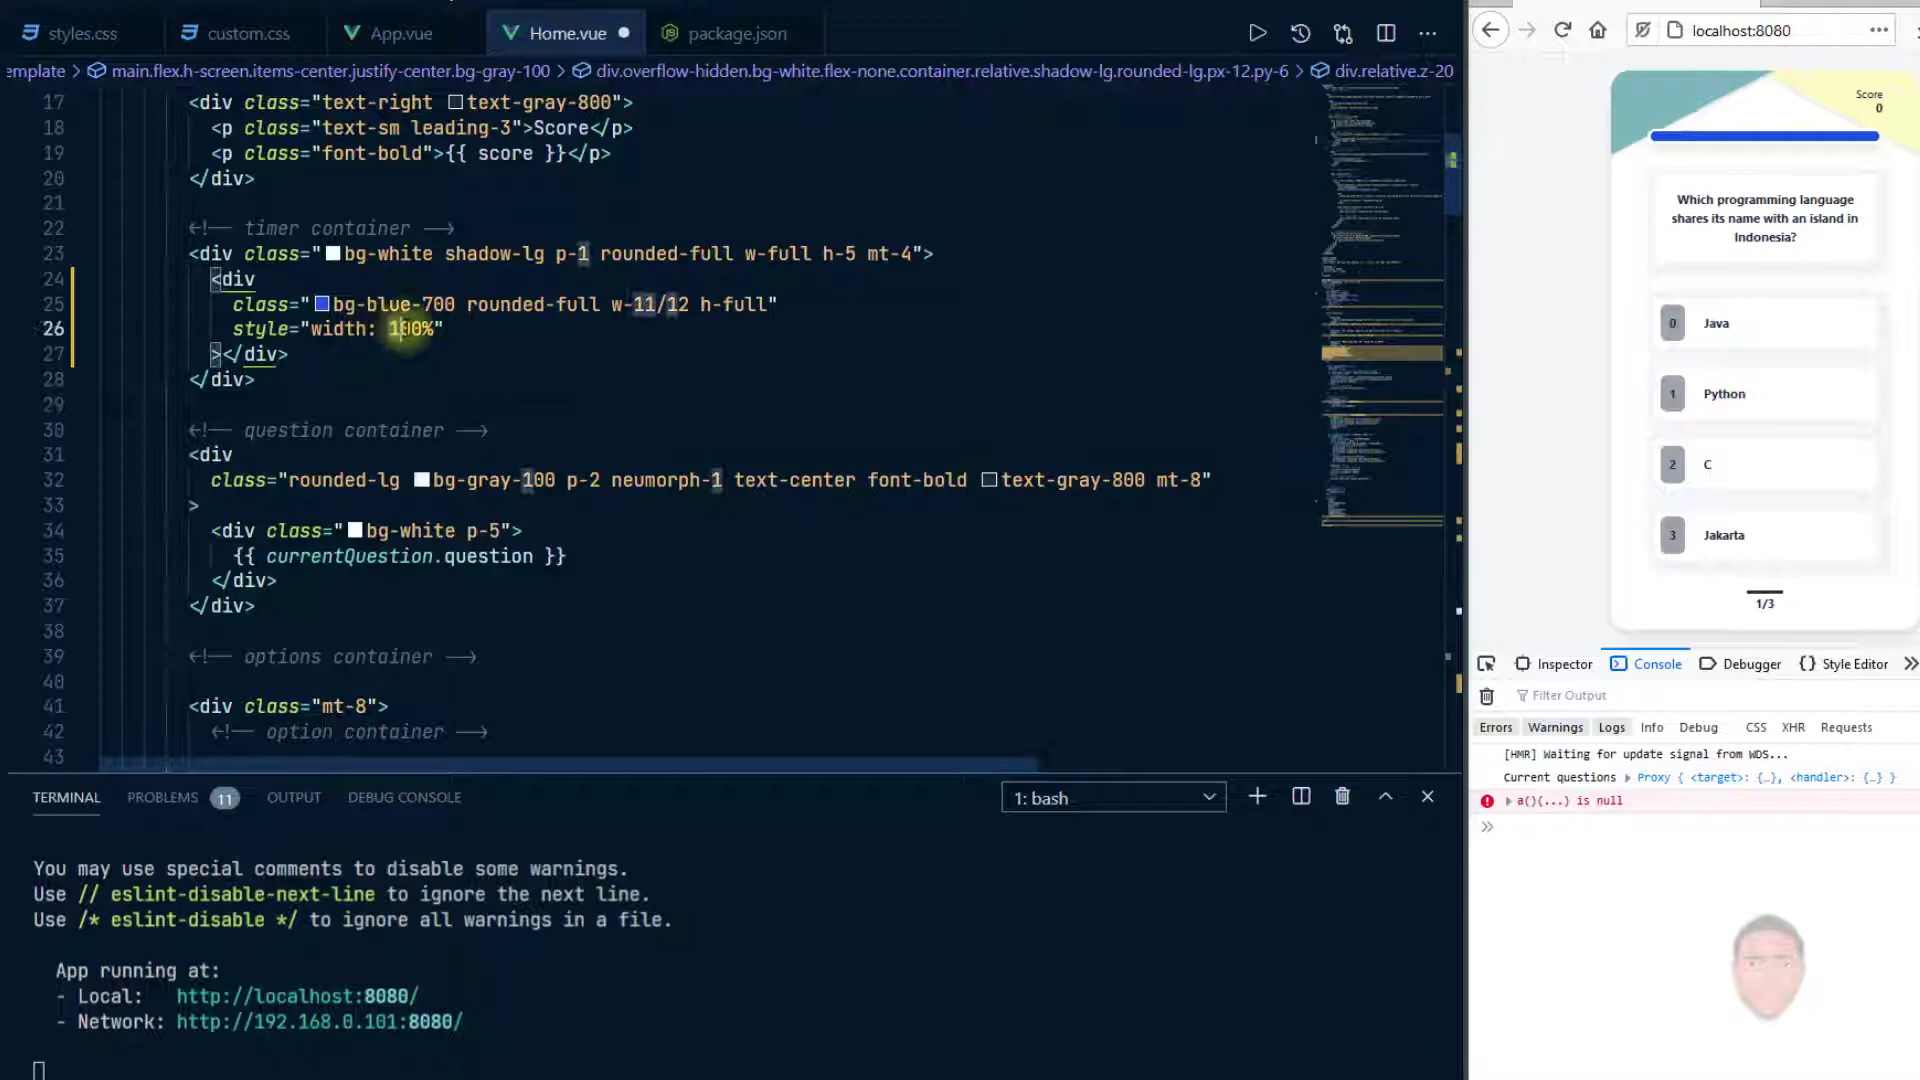 styles.css
custom.css
App.vue
Home.vue
package.json
emplate > main.flex.h-screen.items-center.justify-center.bg-gray-100 > div.overflow-hidden.bg-white.flex-none.container.relative.shadow-lg.rounded-lg.px-12.py-6 > div.relative.z-20
17 <div class="text-right text-gray-800">
18 <p class="text-sm leading-3">Score</p>
19 <p class="font-bold">{{ score }}</p>
20 </div>
21
22 <!-- timer container -->
23 <div class="bg-white shadow-lg p-1 rounded-full w-full h-5 mt-4">
24 <div
25 class="bg-blue-700 rounded-full w-11/12 h-full"
26 style="width: 100%"
27 ></div>
28 </div>
29
30 <!-- question container -->
31 <div
32 class="rounded-lg bg-gray-100 p-2 neumorph-1 text-center font-bold text-gray-800 mt-8"
33 >
34 <div class="bg-white p-5">
35 {{ currentQuestion.question }}
36 </div>
37 </div>
38
39 <!-- options container -->
40
41 <div class="mt-8">
42 <!-- option container -->
43
TERMINAL
PROBLEMS 11
OUTPUT
DEBUG CONSOLE
1: bash
You may use special comments to disable some warnings.
Use // eslint-disable-next-line to ignore the next line.
Use /* eslint-disable */ to ignore all warnings in a file.
App running at:
- Local: http://localhost:8080/
- Network: http://192.168.0.101:8080/
localhost:8080
Score
0
Which programming language
shares its name with an island in
Indonesia?
0 Java
1 Python
2 C
3 Jakarta
1/3
Inspector
Console
Debugger
{} Style Editor
Filter Output
Errors
Warnings
Logs
Info
Debug
CSS
XHR
Requests
[HMR] Waiting for update signal from WDS...
Current questions Proxy { <target>: {…}, <handler>: {…} }
a()(...) is null